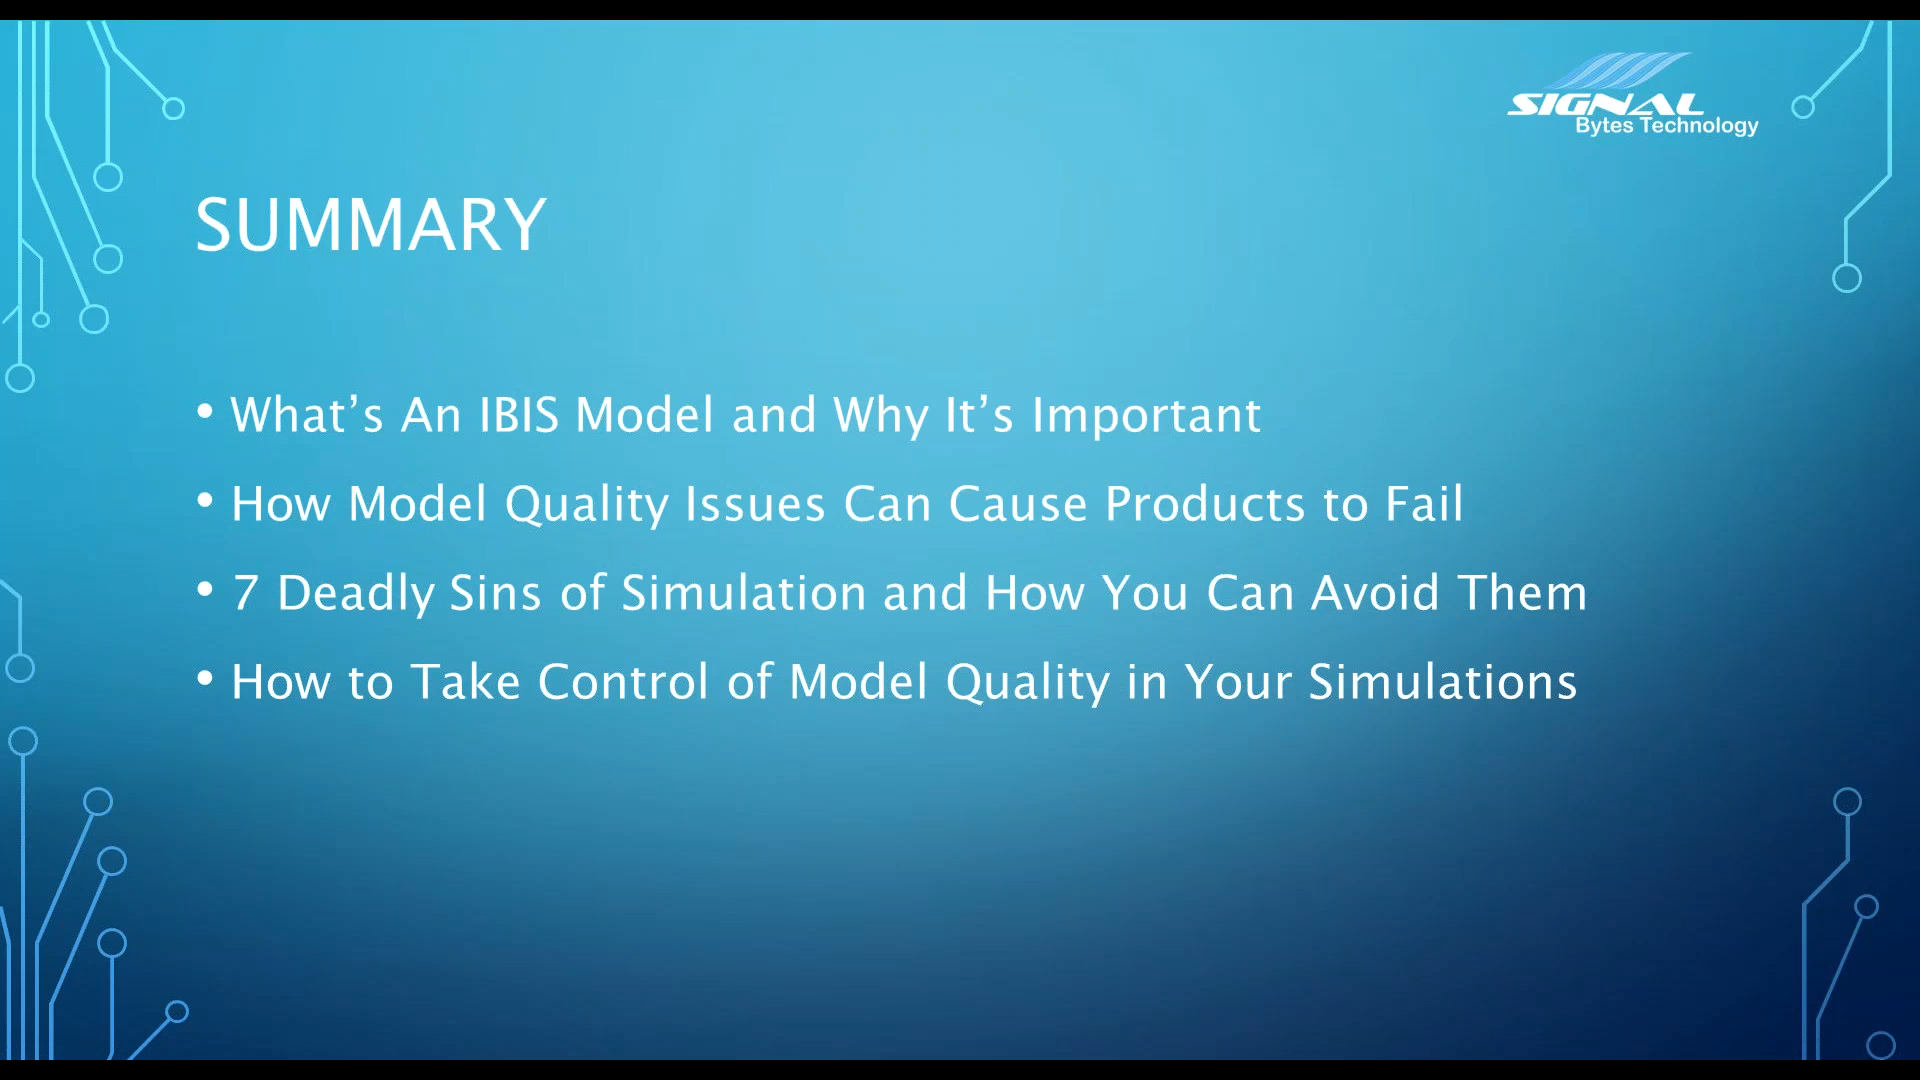 SIGNAL
Bytes Technology
SUMMARY
• What’s An IBIS Model and Why It’s Important
• How Model Quality Issues Can Cause Products to Fail
• 7 Deadly Sins of Simulation and How You Can Avoid Them
• How to Take Control of Model Quality in Your Simulations